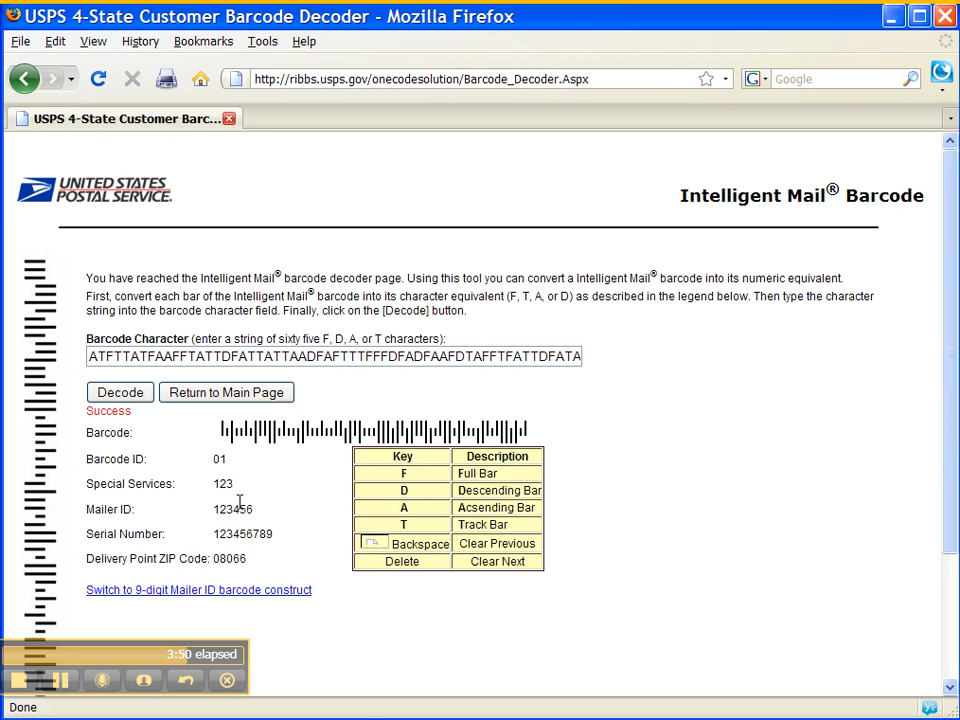 USPS 4-State Customer Barcode Decoder - Mozilla Firefox
File Edit View History Bookmarks Tools Help
http://ribbs.usps.gov/onecodesolution/Barcode_Decoder.Aspx
G Google
USPS 4-State Customer Barc...
UNITED STATES
POSTAL SERVICE.
Intelligent Mail® Barcode
You have reached the Intelligent Mail® barcode decoder page. Using this tool you can convert a Intelligent Mail® barcode into its numeric equivalent.
First, convert each bar of the Intelligent Mail® barcode into its character equivalent (F, T, A, or D) as described in the legend below. Then type the character
string into the barcode character field. Finally, click on the [Decode] button.
Barcode Character (enter a string of sixty five F, D, A, or T characters):
ATFTTATFAAFFTATTDFATTATTAADFAFTTTFFFDFADFAAFDTAFFTFATTDFATA
Decode Return to Main Page
Success
Barcode:
Barcode ID: 01
Special Services: 123
Mailer ID: 123456
Serial Number: 123456789
Delivery Point ZIP Code: 08066
Key Description
F Full Bar
D Descending Bar
A Acsending Bar
T Track Bar
Backspace Clear Previous
Delete Clear Next
Switch to 9-digit Mailer ID barcode construct
3:50 elapsed
Done